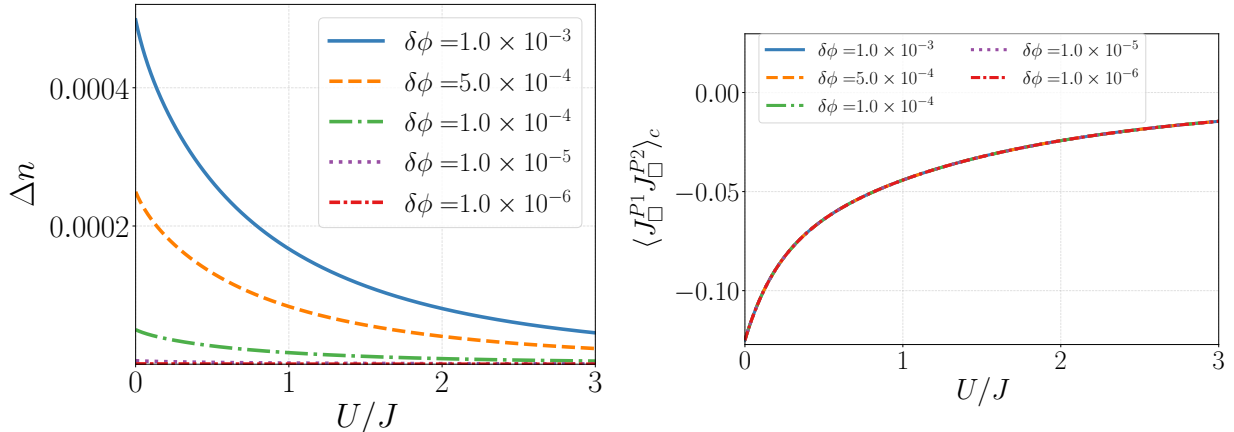 δϕ = 1.0 × 10⁻³
δϕ = 5.0 × 10⁻⁴
δϕ = 1.0 × 10⁻⁴
δϕ = 1.0 × 10⁻⁵
δϕ = 1.0 × 10⁻⁶
0.0004
0.0002
Δn
0
1
2
3
U/J
δϕ = 1.0 × 10⁻³
δϕ = 5.0 × 10⁻⁴
δϕ = 1.0 × 10⁻⁴
δϕ = 1.0 × 10⁻⁵
δϕ = 1.0 × 10⁻⁶
0.00
−0.05
−0.10
⟨J_□^{P1} J_□^{P2}⟩_c
0
1
2
3
U/J